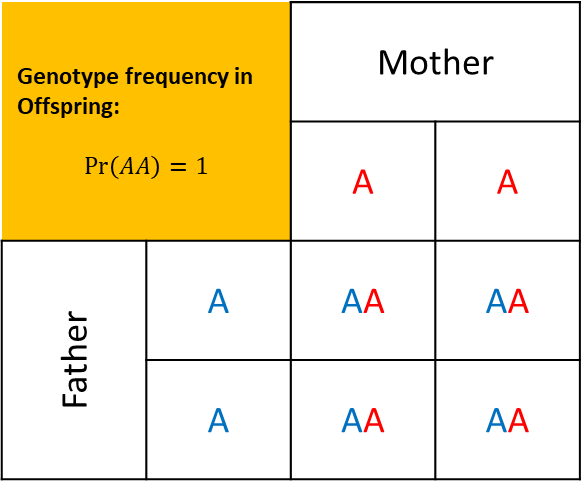 Genotype frequency in
Offspring:
Pr(AA) = 1
Mother
A A
Father
A AA AA
A AA AA